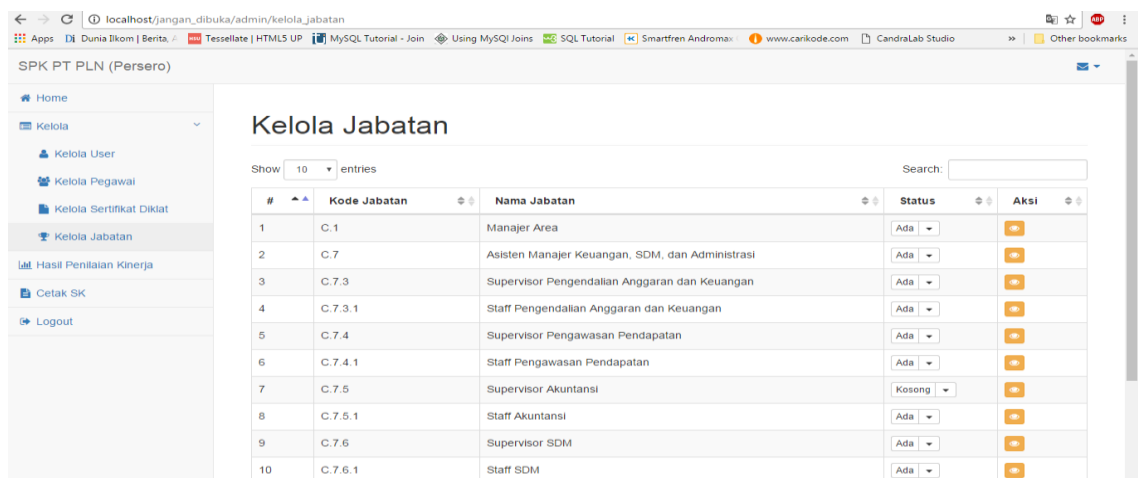 localhost/jangan_dibuka/admin/kelola_jabatan
Apps Dunia Ilkom | Berita, Tessellate | HTML5 UP MySQL Tutorial - Join Using MySQl Joins SQL Tutorial Smartfren Andromax www.carikode.com CandraLab Studio » Other bookmarks
SPK PT PLN (Persero)
Home
Kelola
Kelola User
Kelola Pegawai
Kelola Sertifikat Diklat
Kelola Jabatan
Hasil Penilaian Kinerja
Cetak SK
Logout
Kelola Jabatan
Show 10 entries Search:
# Kode Jabatan Nama Jabatan Status Aksi
1 C.1 Manajer Area Ada
2 C.7 Asisten Manajer Keuangan, SDM, dan Administrasi Ada
3 C.7.3 Supervisor Pengendalian Anggaran dan Keuangan Ada
4 C.7.3.1 Staff Pengendalian Anggaran dan Keuangan Ada
5 C.7.4 Supervisor Pengawasan Pendapatan Ada
6 C.7.4.1 Staff Pengawasan Pendapatan Ada
7 C.7.5 Supervisor Akuntansi Kosong
8 C.7.5.1 Staff Akuntansi Ada
9 C.7.6 Supervisor SDM Ada
10 C.7.6.1 Staff SDM Ada